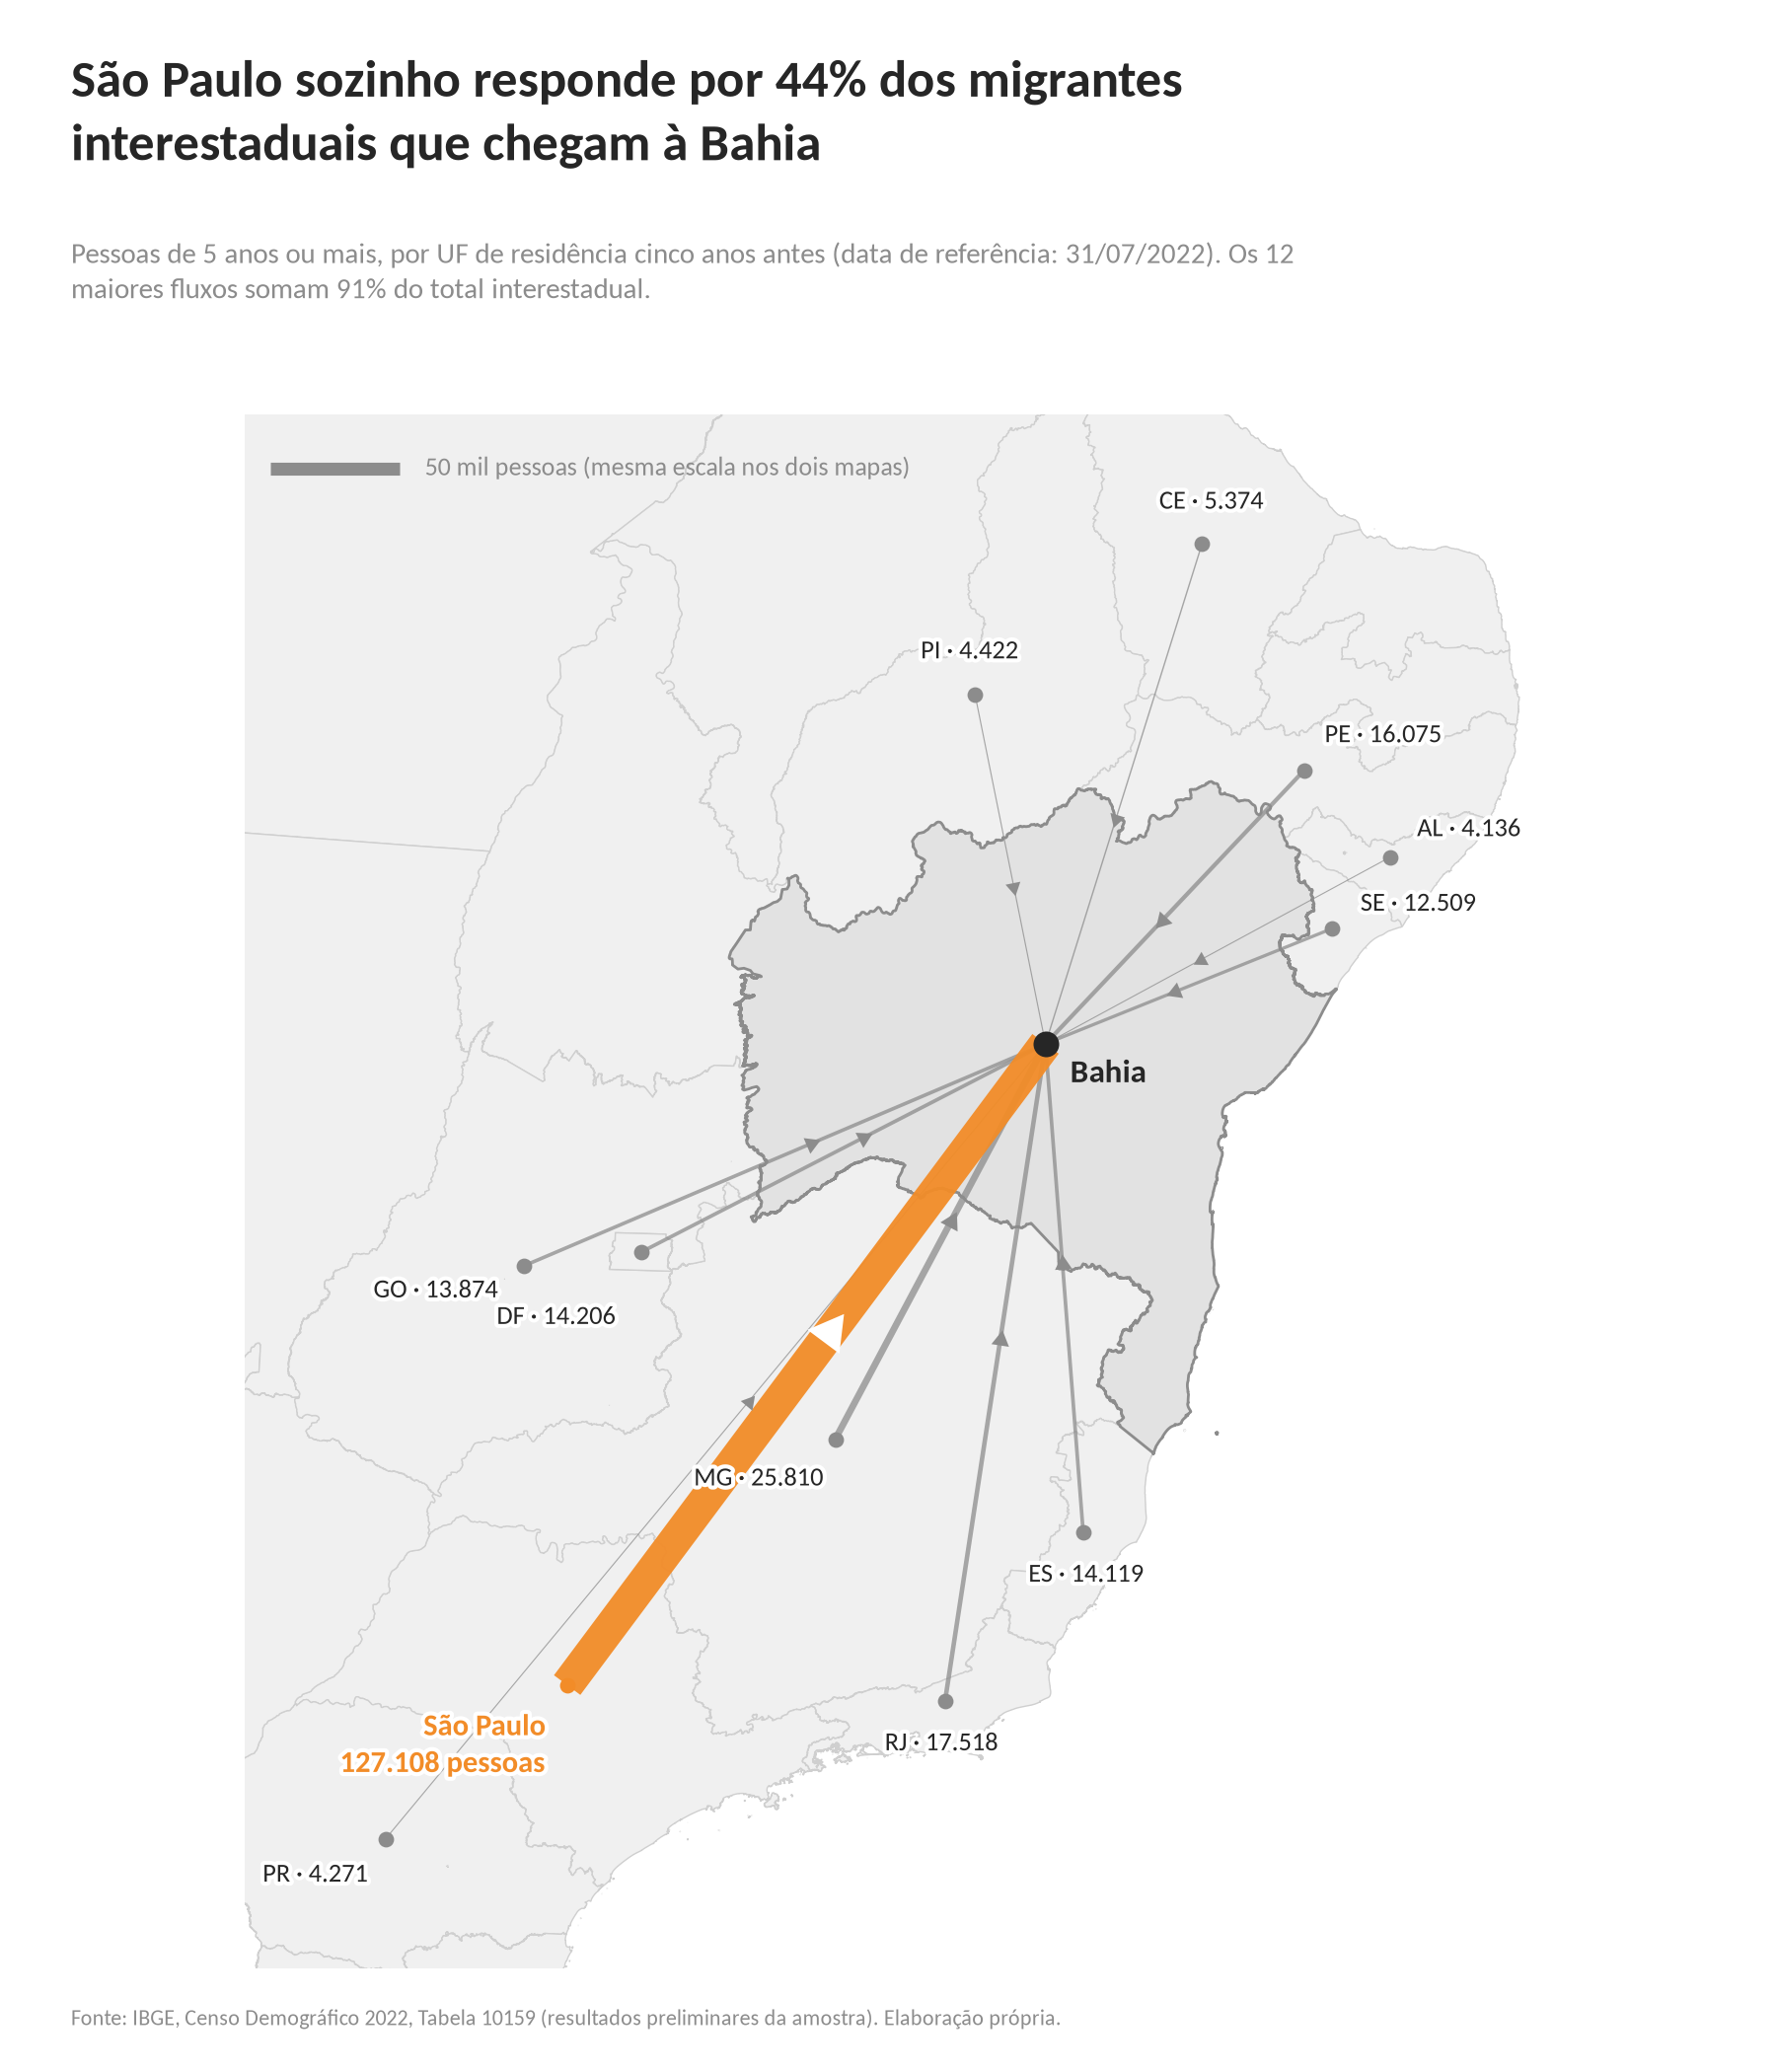 São Paulo sozinho responde por 44% dos migrantes
interestaduais que chegam à Bahia
Pessoas de 5 anos ou mais, por UF de residência cinco anos antes (data de referência: 31/07/2022). Os 12
maiores fluxos somam 91% do total interestadual.
50 mil pessoas (mesma escala nos dois mapas)
CE · 5.374
PI · 4.422
PE · 16.075
AL · 4.136
SE · 12.509
Bahia
GO · 13.874
DF · 14.206
MG · 25.810
ES · 14.119
São Paulo
127.108 pessoas
RJ · 17.518
PR · 4.271
Fonte: IBGE, Censo Demográfico 2022, Tabela 10159 (resultados preliminares da amostra). Elaboração própria.